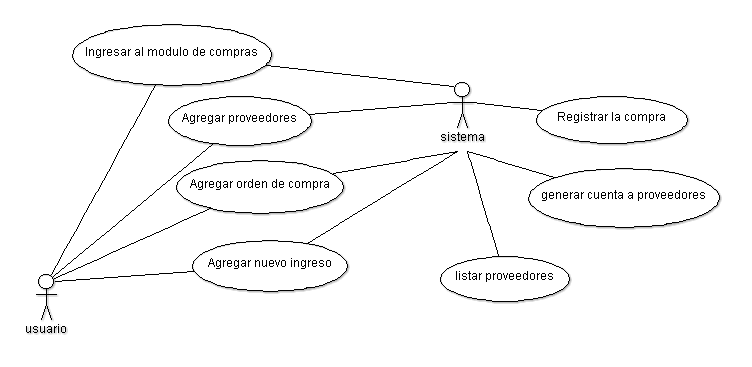 Ingresar al modulo de compras
Agregar proveedores
Registrar la compra
sistema
Agregar orden de compra
generar cuenta a proveedores
Agregar nuevo ingreso
listar proveedores
usuario